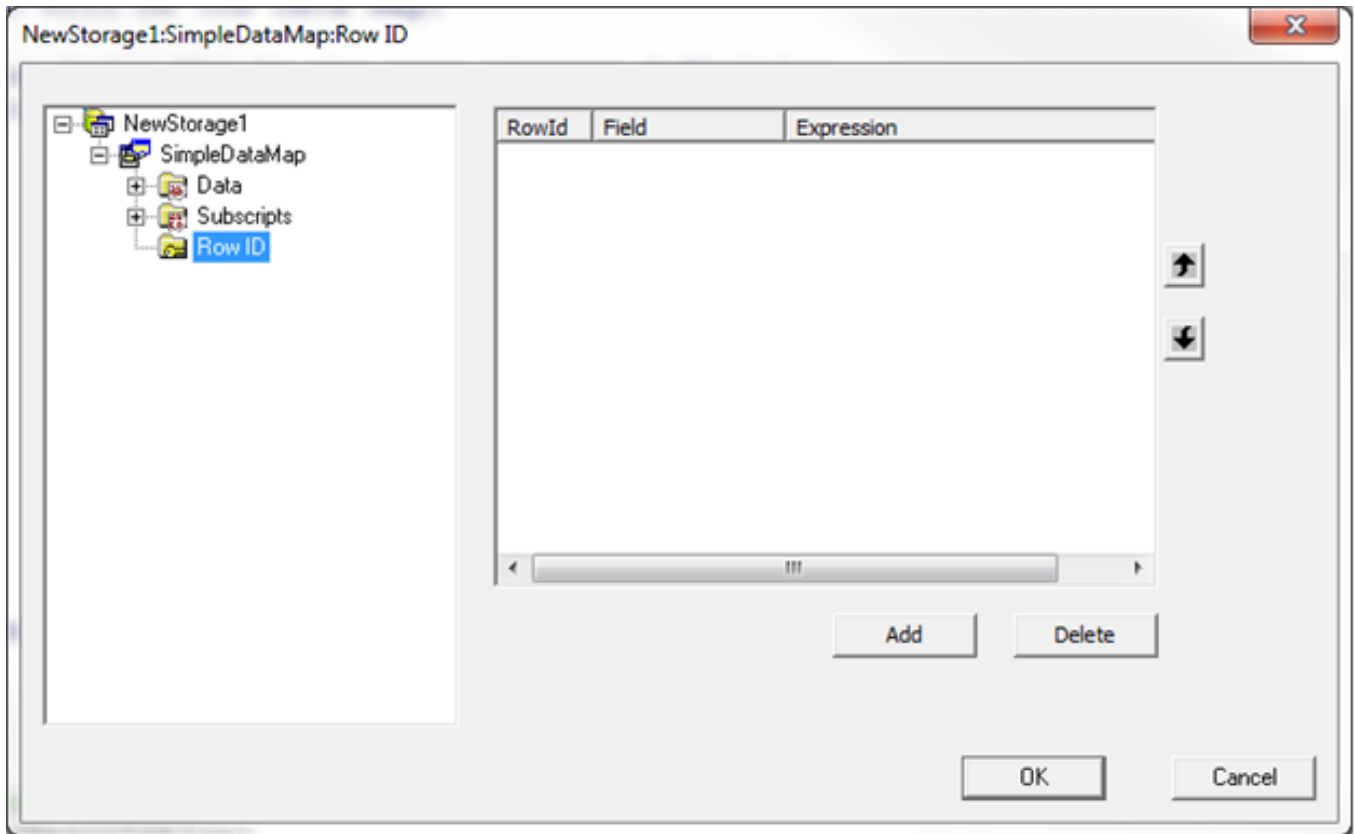 NewStorage1:SimpleDataMap:Row ID
NewStorage1
SimpleDataMap
Data
Subscripts
Row ID
RowId Field Expression
Add Delete
OK Cancel